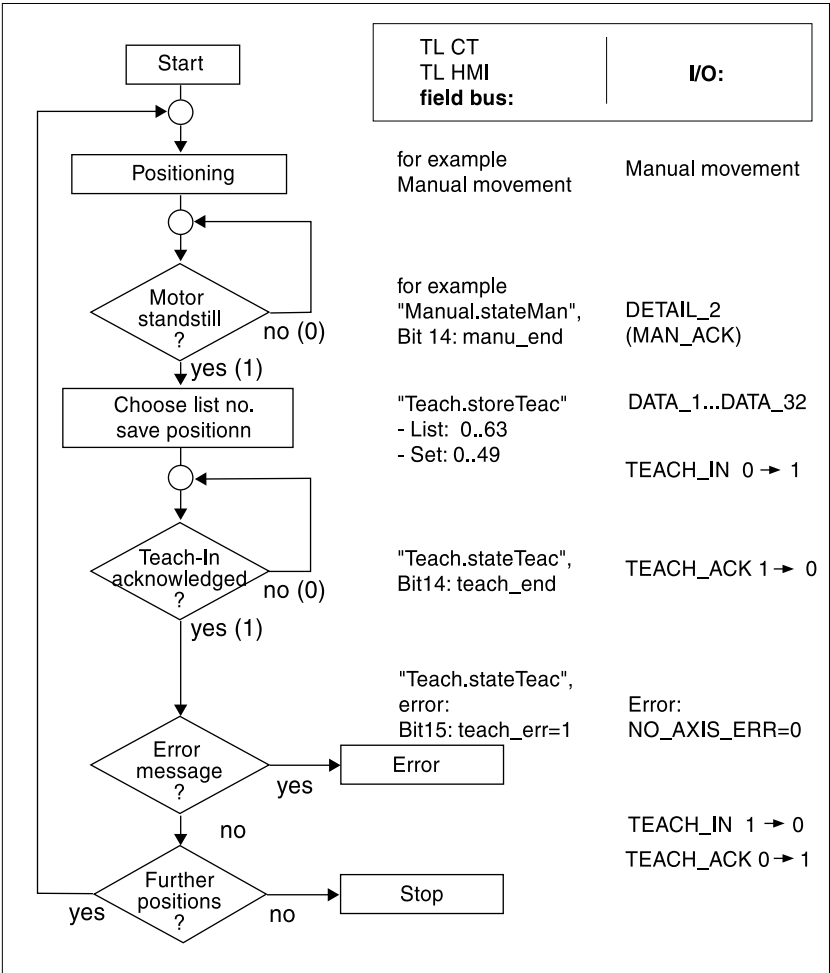 Start
TL CT
TL HMI
field bus:
I/O:
Positioning
for example
Manual movement
Manual movement
Motor
standstill
?
no (0)
yes (1)
for example
"Manual.stateMan",
Bit 14: manu_end
DETAIL_2
(MAN_ACK)
Choose list no.
save positionn
"Teach.storeTeac"
- List: 0..63
- Set: 0..49
DATA_1...DATA_32
TEACH_IN 0 → 1
Teach-In
acknowledged
?
no (0)
yes (1)
"Teach.stateTeac",
Bit14: teach_end
TEACH_ACK 1 → 0
"Teach.stateTeac",
error:
Bit15: teach_err=1
Error:
NO_AXIS_ERR=0
Error
message
?
yes
Error
no
TEACH_IN 1 → 0
TEACH_ACK 0 → 1
Further
positions
?
yes
no
Stop